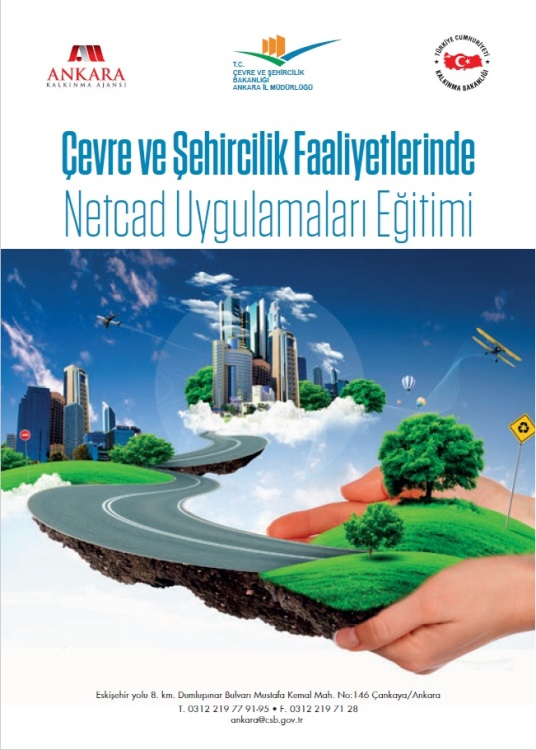 ANKARA
KALKINMA AJANSI
T.C.
ÇEVRE VE ŞEHİRCİLİK
BAKANLIĞI
ANKARA İL MÜDÜRLÜĞÜ
TÜRKİYE CUMHURİYETİ
KALKINMA BAKANLIĞI
Çevre ve Şehircilik Faaliyetlerinde
Netcad Uygulamaları Eğitimi
Eskişehir yolu 8. km. Dumlupınar Bulvarı Mustafa Kemal Mah. No:146 Çankaya/Ankara
T. 0312 219 77 91-95 • F. 0312 219 71 28
ankara@csb.gov.tr